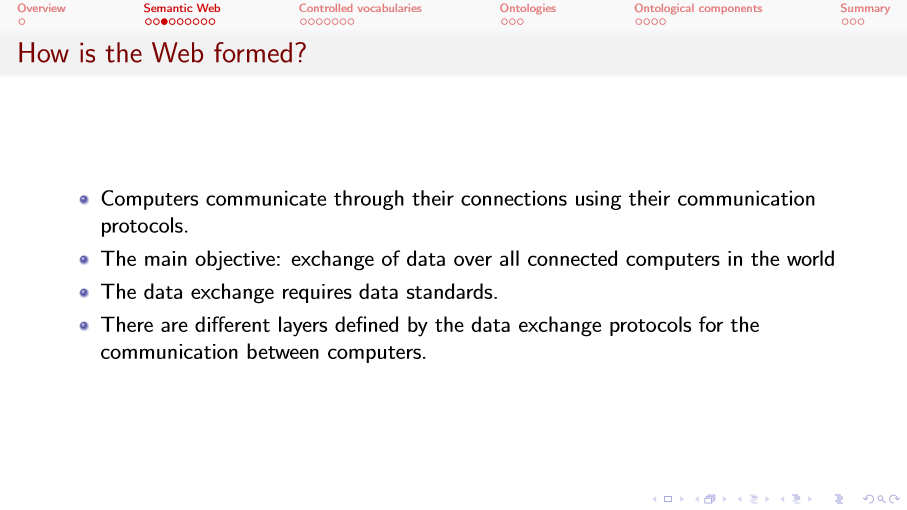 Overview Semantic Web Controlled vocabularies Ontologies Ontological components Summary
How is the Web formed?
Computers communicate through their connections using their communication
protocols.
The main objective: exchange of data over all connected computers in the world
The data exchange requires data standards.
There are different layers defined by the data exchange protocols for the
communication between computers.